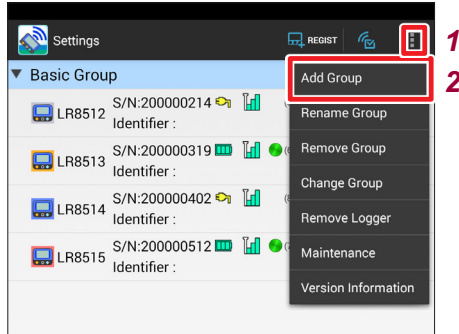 Settings
REGIST
1
Basic Group
Add Group
2
LR8512
S/N:200000214
Identifier :
Rename Group
LR8513
S/N:200000319
Identifier :
Remove Group
Change Group
LR8514
S/N:200000402
Identifier :
Remove Logger
LR8515
S/N:200000512
Identifier :
Maintenance
Version Information